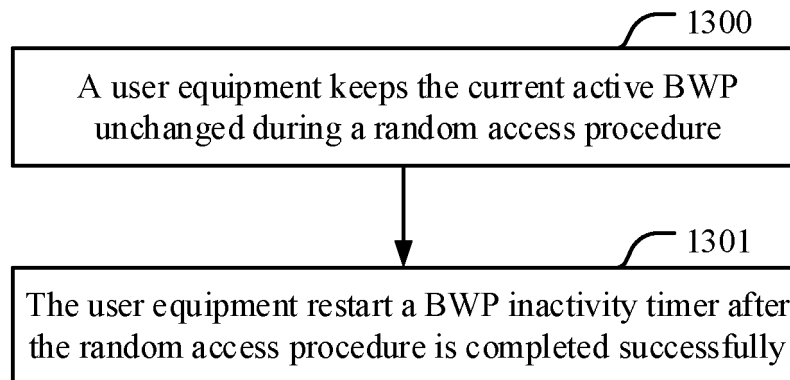 1300
A user equipment keeps the current active BWP
unchanged during a random access procedure
1301
The user equipment restart a BWP inactivity timer after
the random access procedure is completed successfully